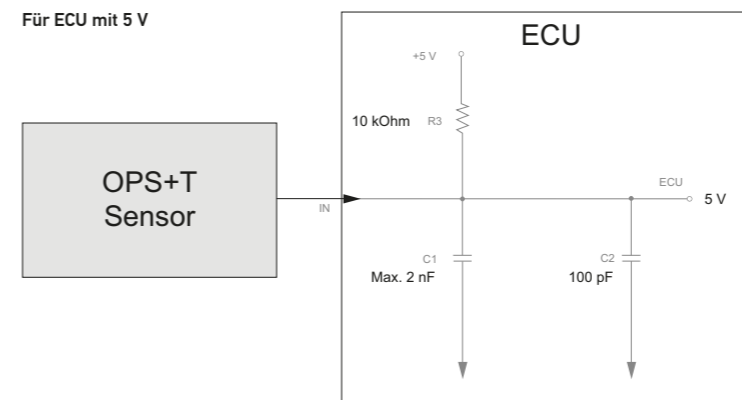 Für ECU mit 5 V
ECU
+5 V
10 kOhm R3
OPS+T
Sensor
IN
ECU
5 V
C1
Max. 2 nF
C2
100 pF